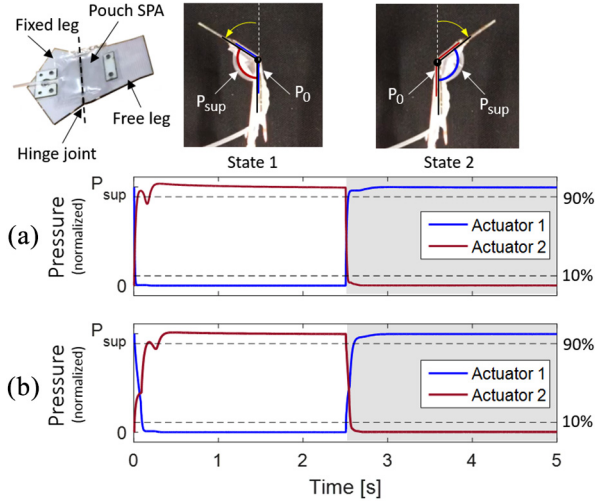 Fixed leg
Pouch SPA
Free leg
Hinge joint
Psup
P0
State 1
P0
Psup
State 2
(a)
Pressure
(normalized)
Psup
0
90%
10%
Actuator 1
Actuator 2
(b)
Pressure
(normalized)
Psup
0
90%
10%
Actuator 1
Actuator 2
0 1 2 3 4 5
Time [s]